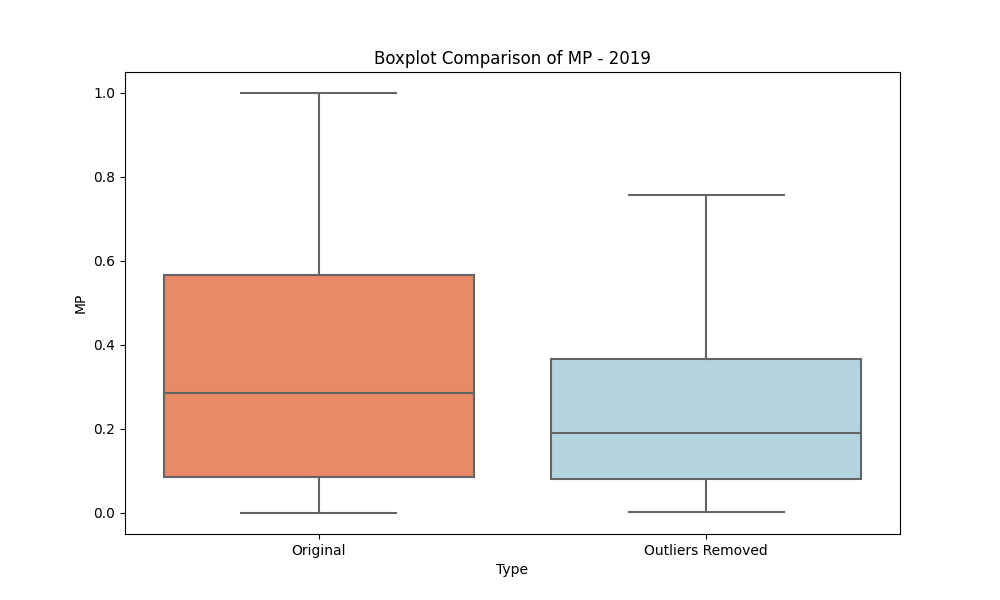 Boxplot Comparison of MP - 2019
1.0
0.8
0.6
0.4
0.2
0.0
MP
Original
Outliers Removed
Type